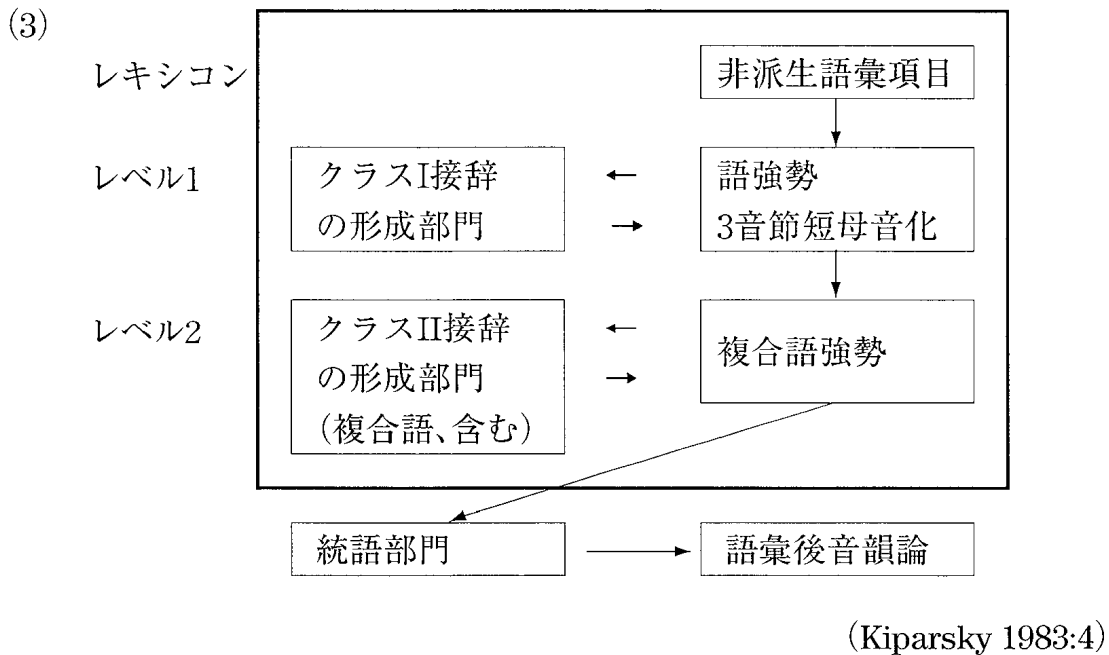 (3)
レキシコン 非派生語彙項目
レベル1 クラスI接辞 ← 語強勢
の形成部門 → 3音節短母音化
レベル2 クラスII接辞 ←
の形成部門 → 複合語強勢
(複合語、含む)
統語部門 語彙後音韻論
(Kiparsky 1983:4)